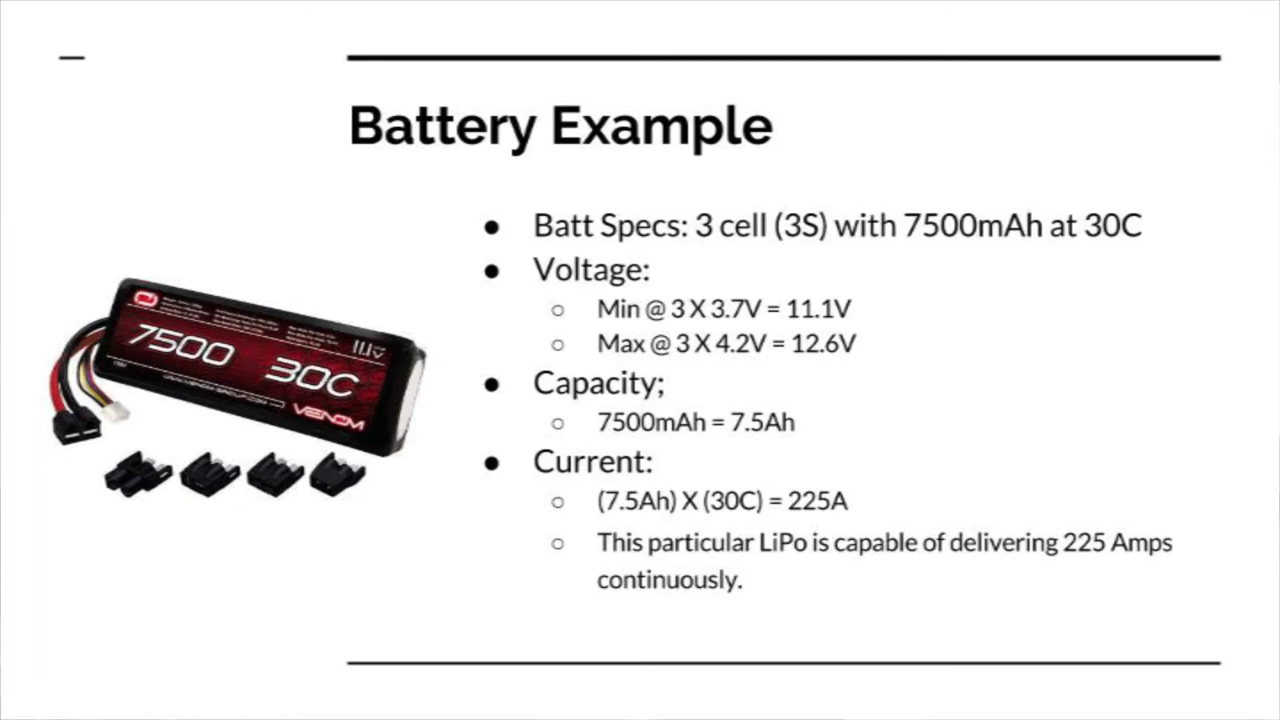 Battery Example
● Batt Specs: 3 cell (3S) with 7500mAh at 30C
● Voltage:
○ Min @ 3 X 3.7V = 11.1V
○ Max @ 3 X 4.2V = 12.6V
● Capacity;
○ 7500mAh = 7.5Ah
● Current:
○ (7.5Ah) X (30C) = 225A
○ This particular LiPo is capable of delivering 225 Amps
continuously.
7500
30C
11.1V
VENOM